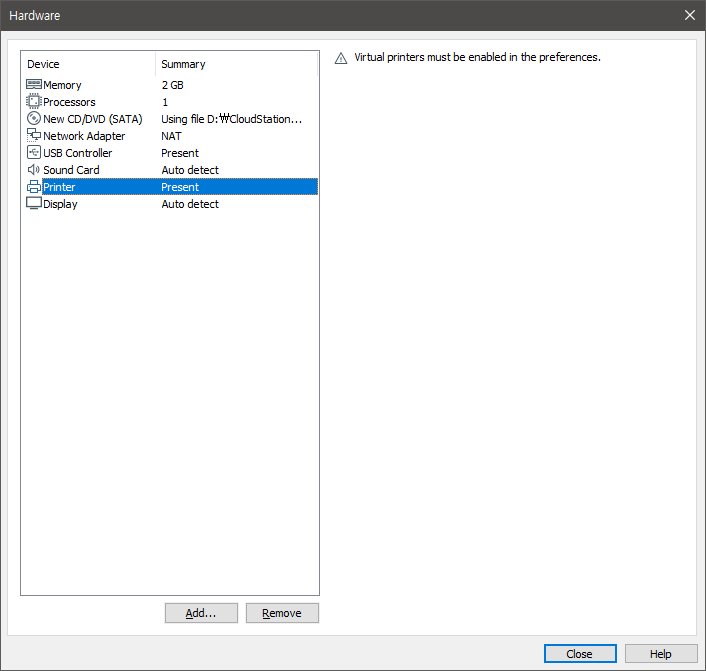 Hardware
Device Summary
Memory 2 GB
Processors 1
New CD/DVD (SATA) Using file D:₩CloudStation...
Network Adapter NAT
USB Controller Present
Sound Card Auto detect
Printer Present
Display Auto detect
Virtual printers must be enabled in the preferences.
Add... Remove
Close Help